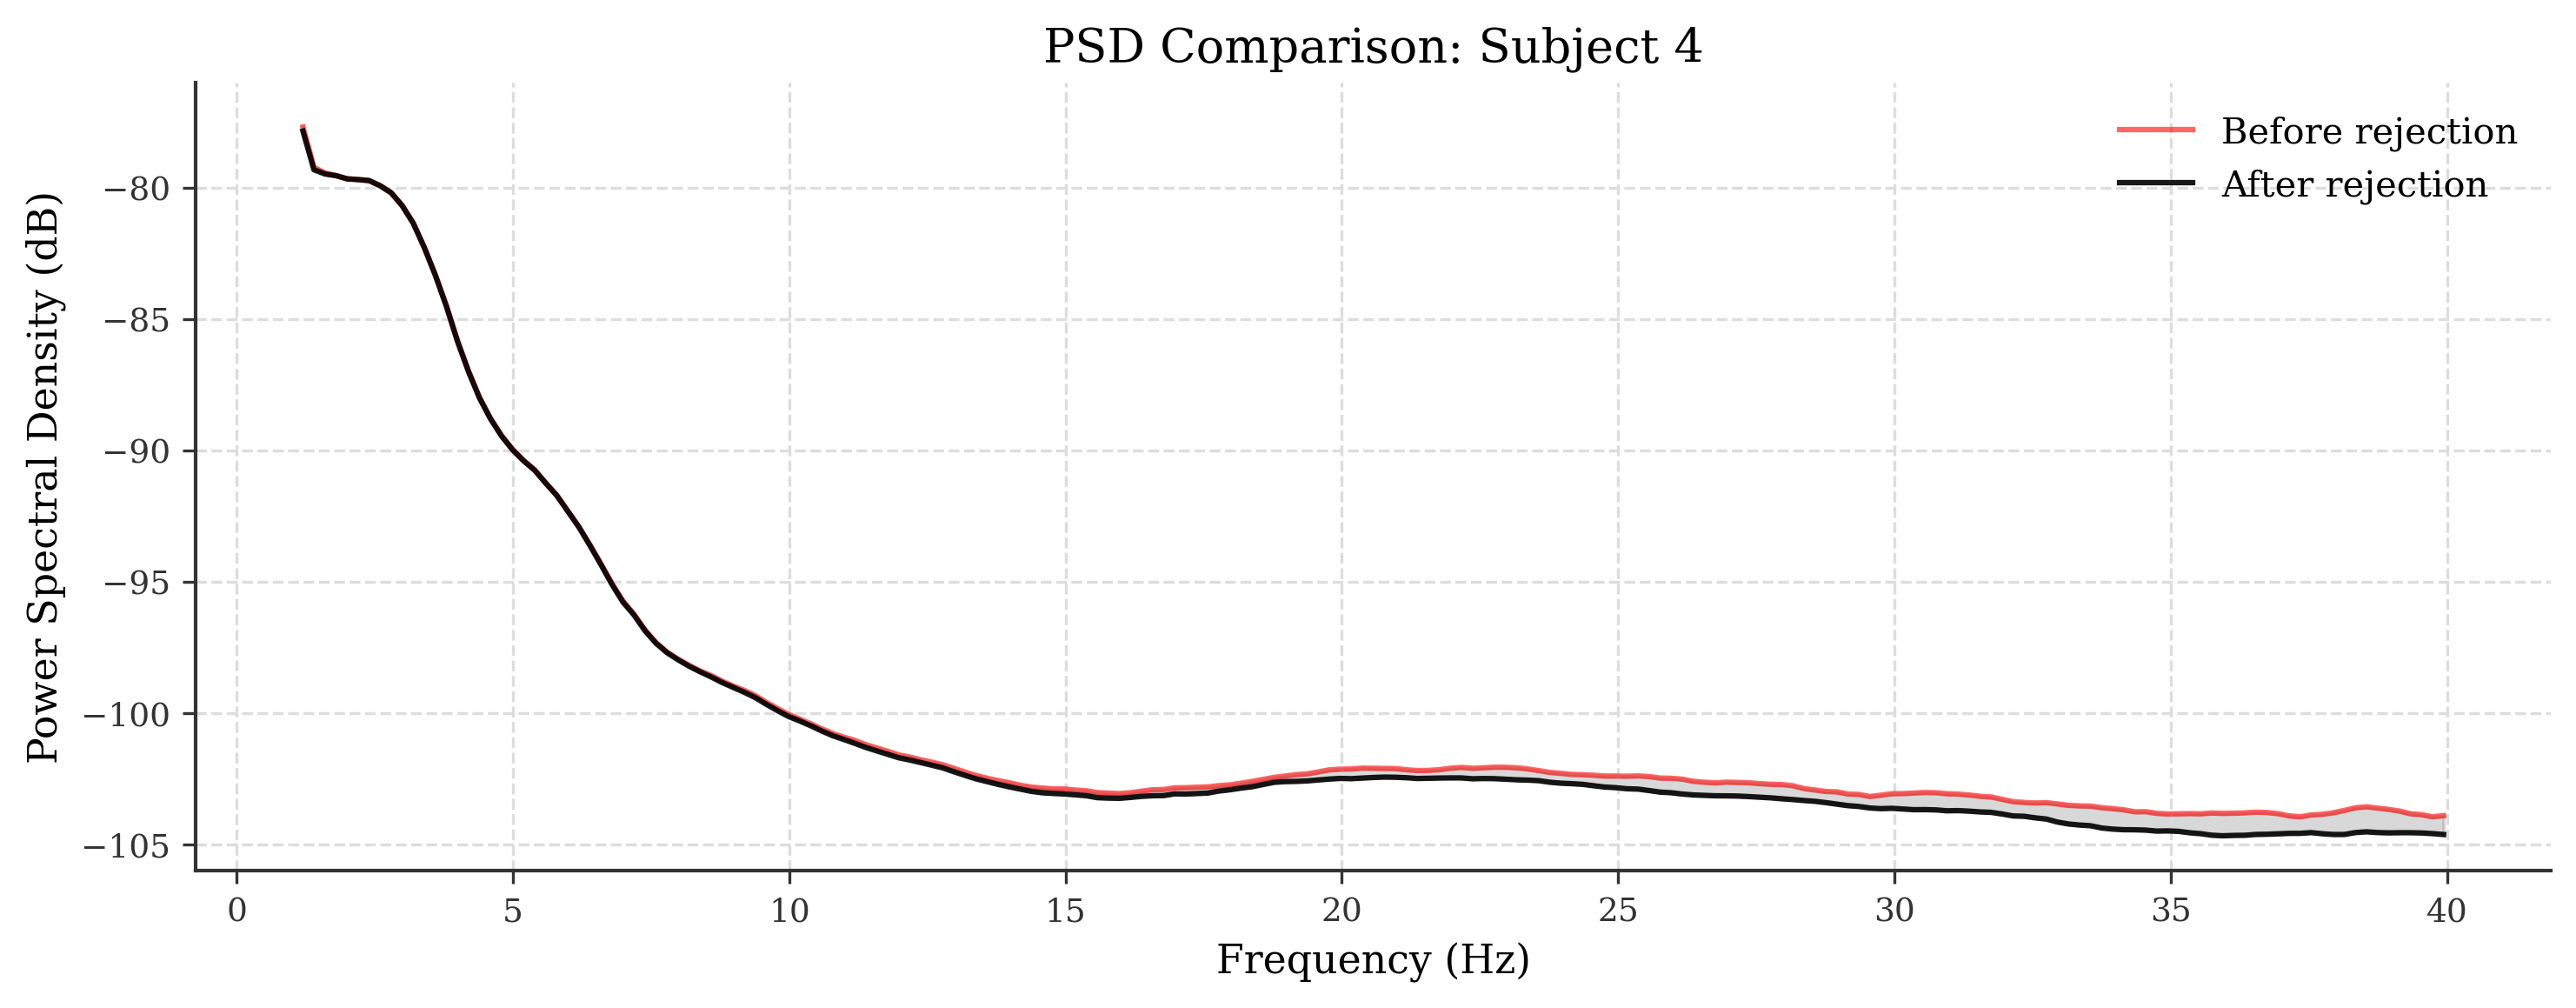 PSD Comparison: Subject 4
Before rejection
After rejection
Power Spectral Density (dB)
−80
−85
−90
−95
−100
−105
0 5 10 15 20 25 30 35 40
Frequency (Hz)